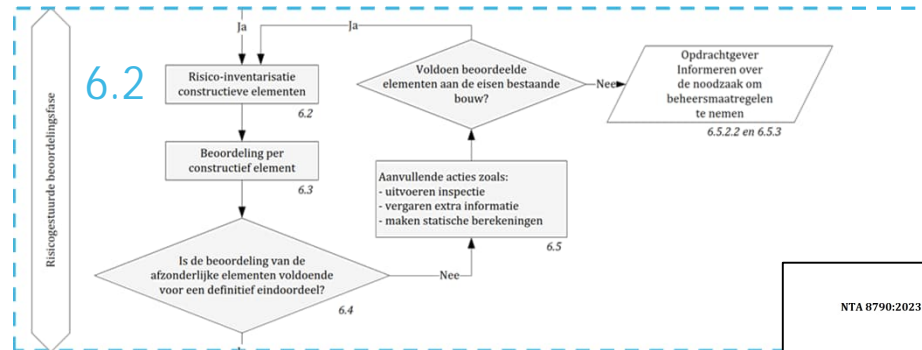 Risicogestuurde beoordelingsfase
6.2
Ja
Ja
Risico-inventarisatie
constructieve elementen
6.2
Beoordeling per
constructief element
6.3
Is de beoordeling van de
afzonderlijke elementen voldoende
voor een definitief eindoordeel?
6.4
Nee
Aanvullende acties zoals:
- uitvoeren inspectie
- vergaren extra informatie
- maken statische berekeningen
6.5
Voldoen beoordeelde
elementen aan de eisen bestaande
bouw?
Nee
Opdrachtgever
Informeren over
de noodzaak om
beheersmaatregelen
te nemen
6.5.2.2 en 6.5.3
NTA 8790:2023